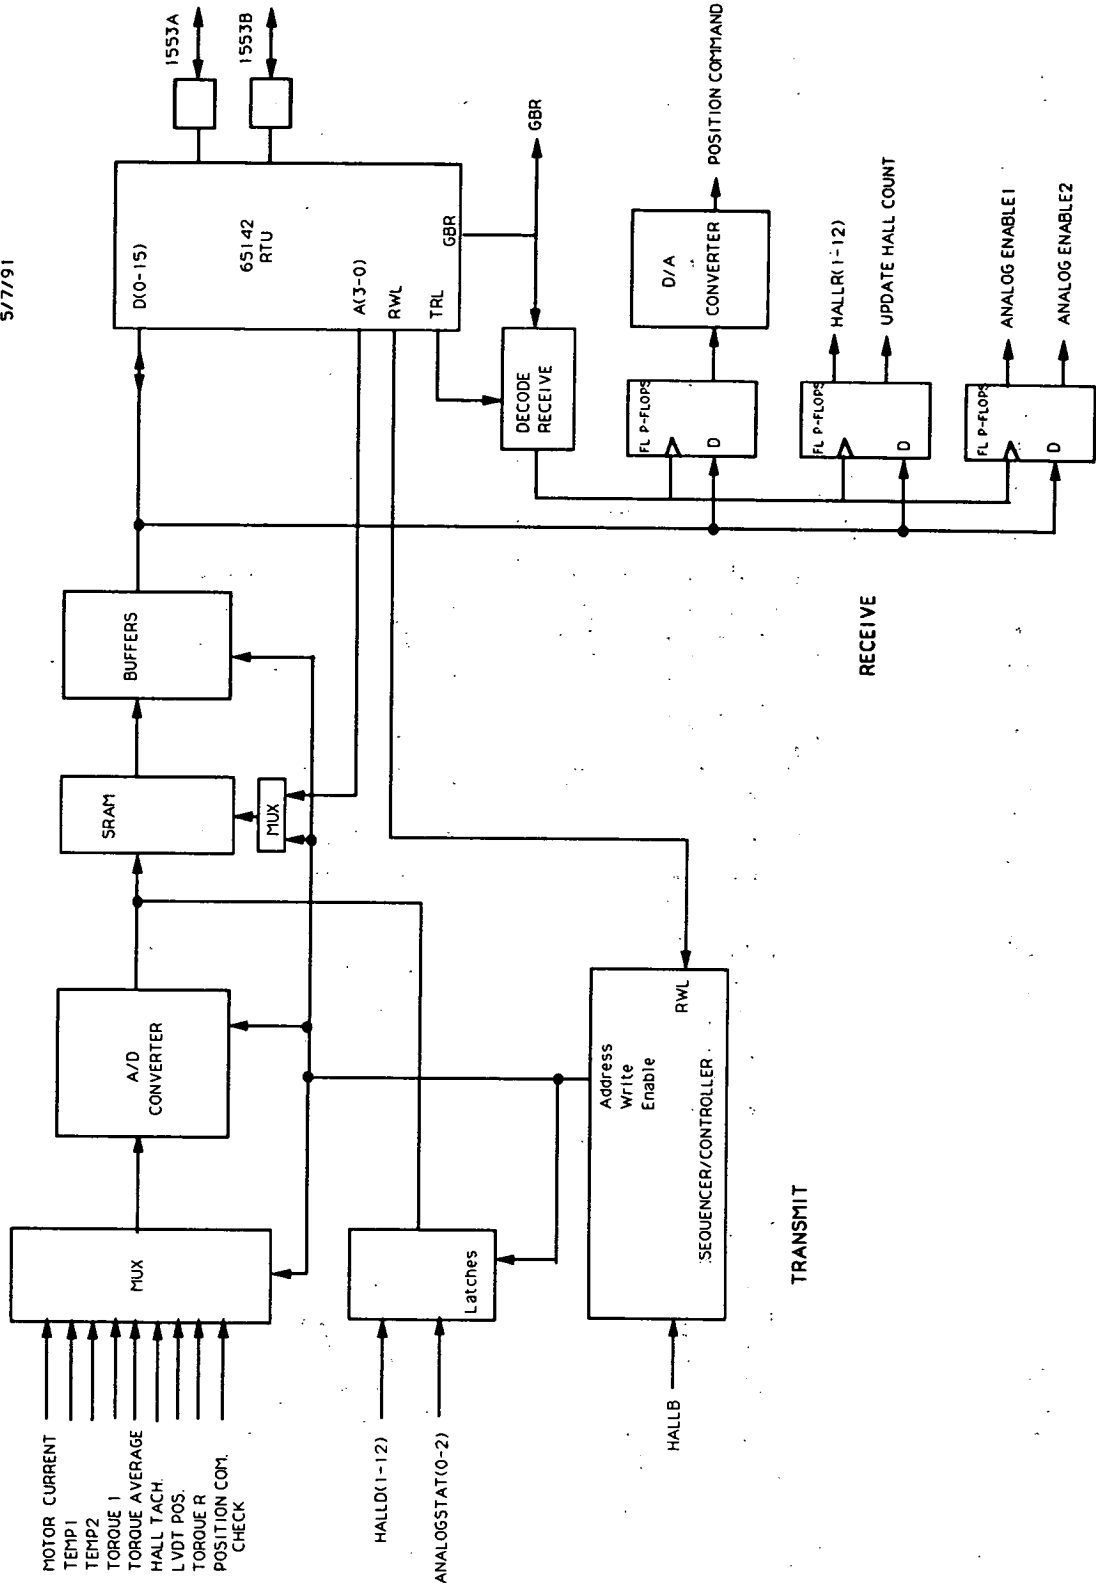 5/7/91
1553A
1553B
D(0-15)
65142
RTU
A(3-0)
RWL
TRL
GBR
GBR
BUFFERS
SRAM
MUX
DECODE
RECEIVE
D/A
CONVERTER
POSITION COMMAND
FL P-FLOPS
D
FL P-FLOPS
D
HALLR(1-12)
UPDATE HALL COUNT
FL P-FLOPS
D
ANALOG ENABLE1
ANALOG ENABLE2
RECEIVE
A/D
CONVERTER
MUX
MOTOR CURRENT
TEMP1
TEMP2
TORQUE 1
TORQUE AVERAGE
HALL TACH.
LVDT POS.
TORQUE R
POSITION COM.
CHECK
Latches
HALLD(1-12)
ANALOGSTAT(0-2)
Address
Write
Enable
RWL
SEQUENCER/CONTROLLER
HALLB
TRANSMIT